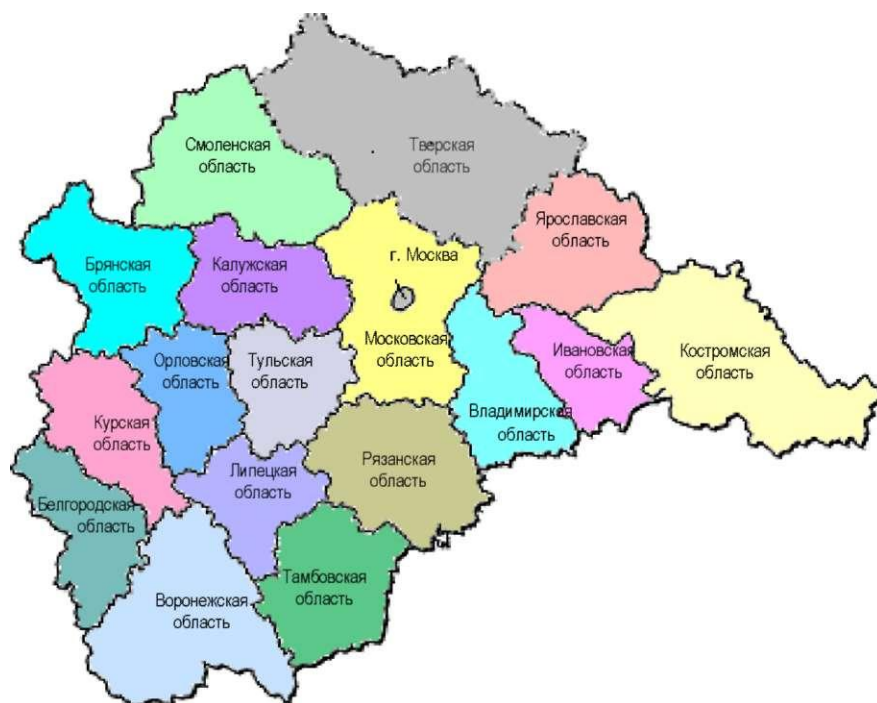 Смоленская
область
Тверская
область
Ярославская
область
Брянская
область
Калужская
область
г. Москва
Московская
область
Орловская
область
Тульская
область
Ивановская
область
Костромская
область
Владимирская
область
Курская
область
Липецкая
область
Рязанская
область
Белгородская
область
Воронежская
область
Тамбовская
область